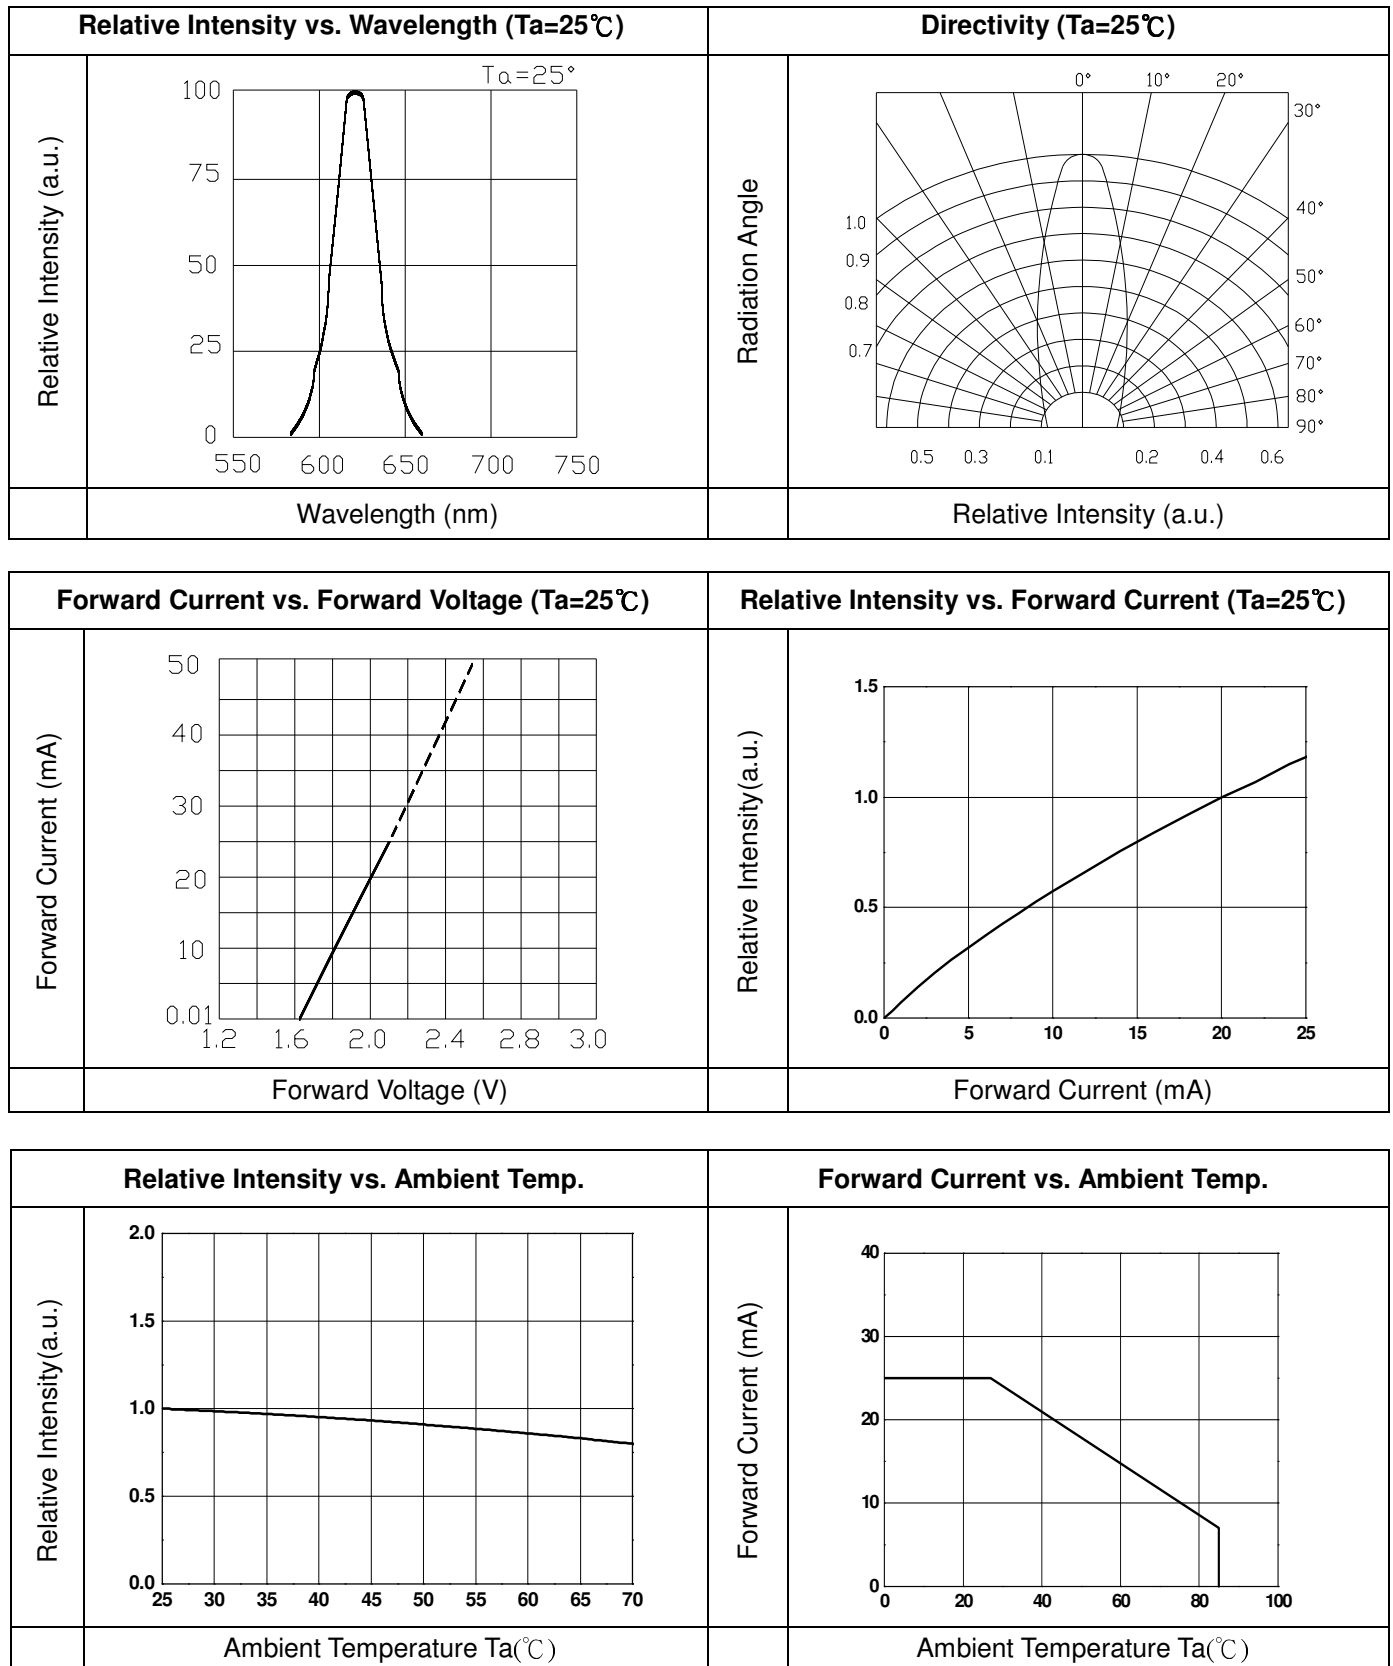 Relative Intensity vs. Wavelength (Ta=25℃)
Directivity (Ta=25℃)
Relative Intensity (a.u.)
Ta=25°
100
75
50
25
0
550 600 650 700 750
Wavelength (nm)
Radiation Angle
0° 10° 20°
30°
40°
50°
60°
70°
80°
90°
1.0
0.9
0.8
0.7
0.5 0.3 0.1 0.2 0.4 0.6
Relative Intensity (a.u.)
Forward Current vs. Forward Voltage (Ta=25℃)
Relative Intensity vs. Forward Current (Ta=25℃)
Forward Current (mA)
50
40
30
20
10
0.01
1.2 1.6 2.0 2.4 2.8 3.0
Forward Voltage (V)
Relative Intensity(a.u.)
1.5
1.0
0.5
0.0
0 5 10 15 20 25
Forward Current (mA)
Relative Intensity vs. Ambient Temp.
Forward Current vs. Ambient Temp.
Relative Intensity(a.u.)
2.0
1.5
1.0
0.5
0.0
25 30 35 40 45 50 55 60 65 70
Ambient Temperature Ta(℃)
Forward Current (mA)
40
30
20
10
0
0 20 40 60 80 100
Ambient Temperature Ta(℃)